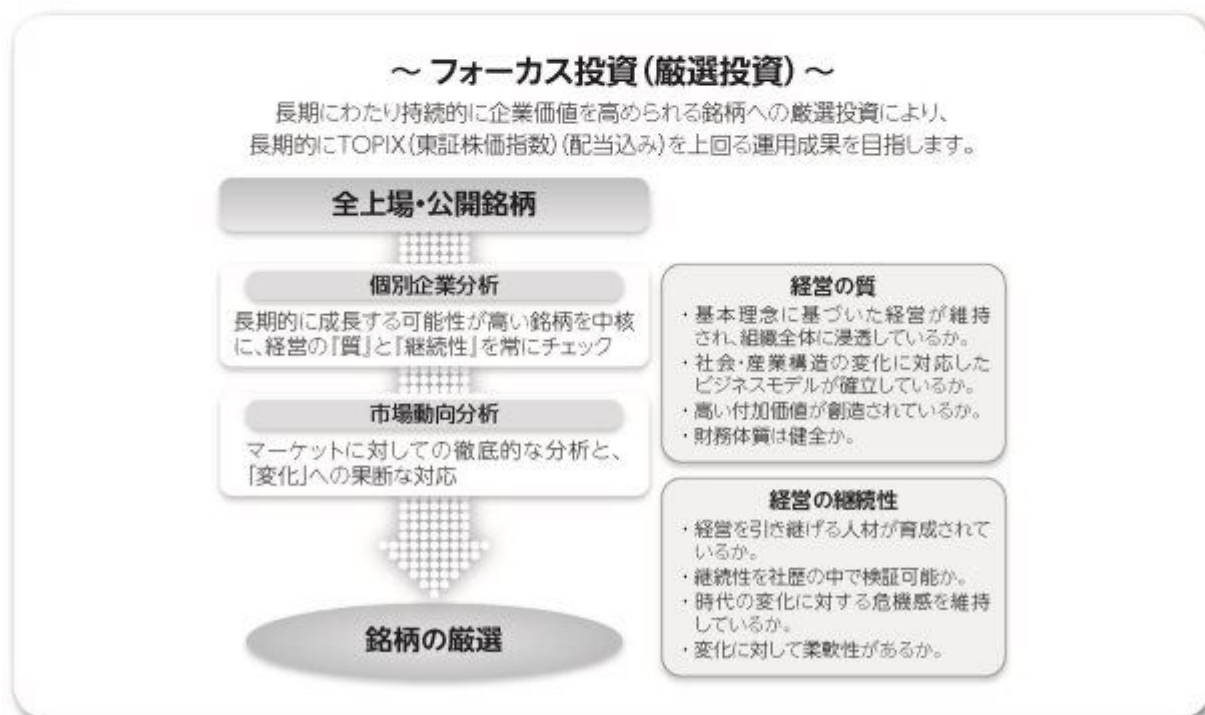 ～ フォーカス投資(厳選投資) ～
長期にわたり持続的に企業価値を高められる銘柄への厳選投資により、
長期的にTOPIX(東証株価指数)(配当込み)を上回る運用成果を目指します。
全上場・公開銘柄
個別企業分析
長期的に成長する可能性が高い銘柄を中核
に、経営の『質』と『継続性』を常にチェック
市場動向分析
マーケットに対しての徹底的な分析と、
「変化」への果断な対応
銘柄の厳選
経営の質
・基本理念に基づいた経営が維持
され、組織全体に浸透しているか。
・社会・産業構造の変化に対応した
ビジネスモデルが確立しているか。
・高い付加価値が創造されているか。
・財務体質は健全か。
経営の継続性
・経営を引き継げる人材が育成されて
いるか。
・継続性を社歴の中で検証可能か。
・時代の変化に対する危機感を維持
しているか。
・変化に対して柔軟性があるか。